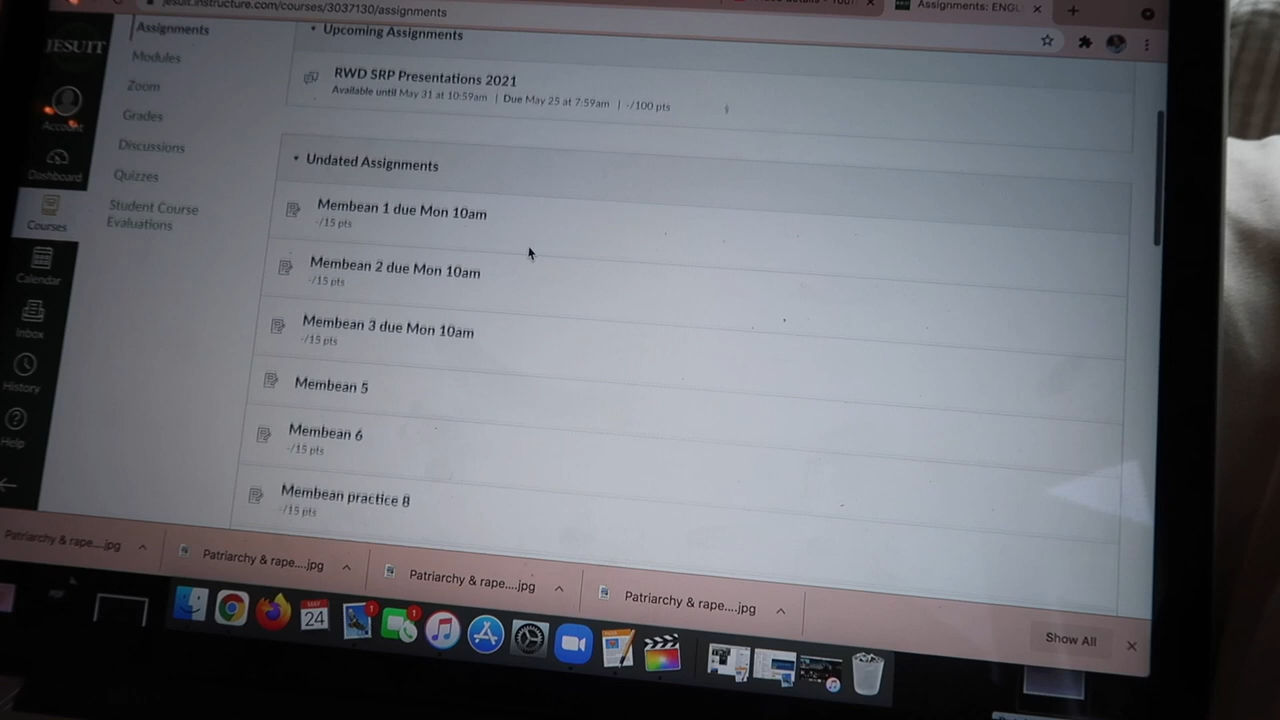 jesuit.instructure.com/courses/3037130/assignments
Assignments: ENGL
JESUIT
Account
Dashboard
Courses
Calendar
Inbox
History
Help
Assignments
Modules
Zoom
Grades
Discussions
Quizzes
Student Course
Evaluations
Upcoming Assignments
RWD SRP Presentations 2021
Available until May 31 at 10:59am | Due May 25 at 7:59am | -/100 pts
Undated Assignments
Membean 1 due Mon 10am
-/15 pts
Membean 2 due Mon 10am
-/15 pts
Membean 3 due Mon 10am
-/15 pts
Membean 5
Membean 6
-/15 pts
Membean practice 8
-/15 pts
Patriarchy & rape....jpg
Patriarchy & rape....jpg
Patriarchy & rape....jpg
Patriarchy & rape....jpg
Show All
MAY
24
1
1